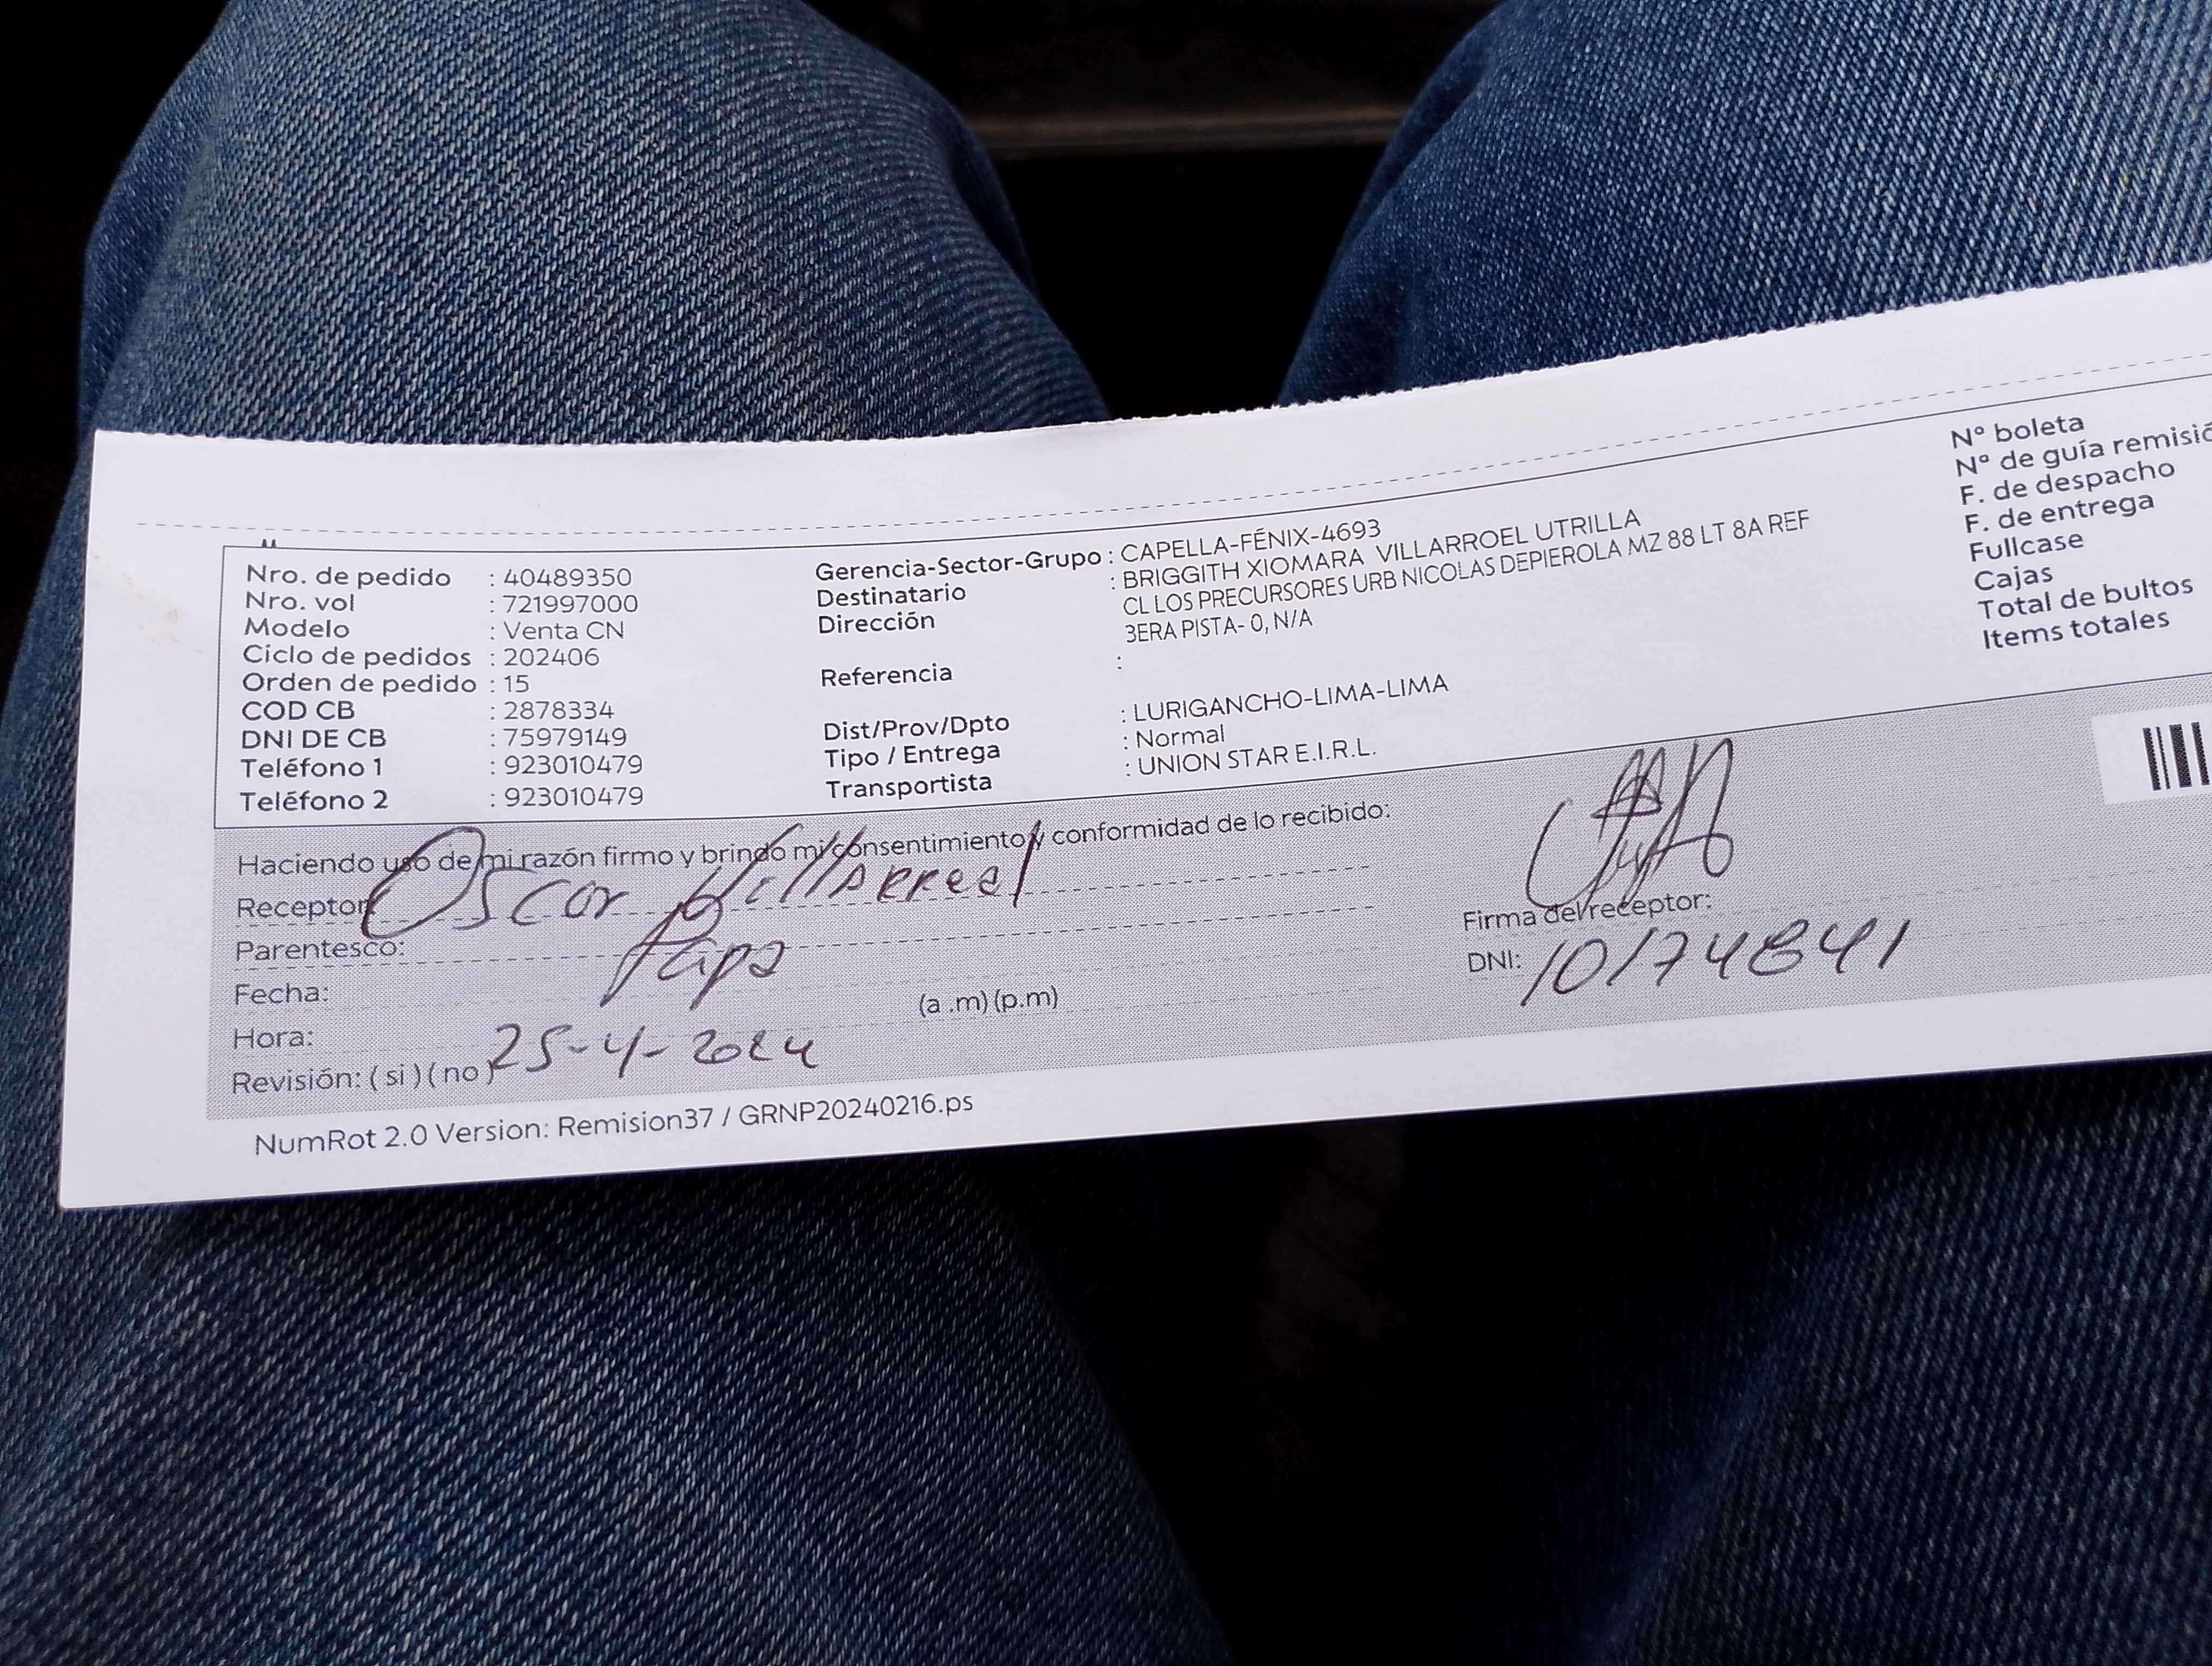 Nro. de pedido : 40489350
Nro. vol : 721997000
Modelo : Venta CN
Ciclo de pedidos : 202406
Orden de pedido : 15
COD CB : 2878334
DNI DE CB : 75979149
Teléfono 1 : 923010479
Teléfono 2 : 923010479
Gerencia-Sector-Grupo : CAPELLA-FÉNIX-4693
Destinatario : BRIGGITH XIOMARA VILLARROEL UTRILLA
Dirección CL LOS PRECURSORES URB NICOLAS DEPIEROLA MZ 88 LT 8A REF
3ERA PISTA- 0, N/A
Referencia :
Dist/Prov/Dpto : LURIGANCHO-LIMA-LIMA
Tipo / Entrega : Normal
Transportista : UNION STAR E.I.R.L.
N° boleta
N° de guía remisió
F. de despacho
F. de entrega
Fullcase
Cajas
Total de bultos
Items totales
Haciendo uso de mi razón firmo y brindo mi consentimiento y conformidad de lo recibido:
Receptor: Oscar Villarreal
Parentesco: Papa
Fecha:
Hora: (a .m) (p.m)
Revisión: ( si ) ( no ) 25-4-2024
Firma del receptor:
DNI: 10174841
NumRot 2.0 Version: Remision37 / GRNP20240216.ps